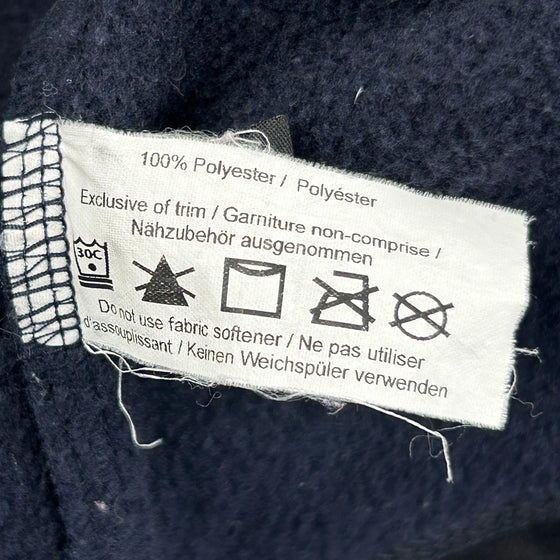 100% Polyester / Polyéster
Exclusive of trim / Garniture non-comprise /
Nähzubehör ausgenommen
30C
Do not use fabric softener / Ne pas utiliser
d'assouplissant / Keinen Weichspüler verwenden